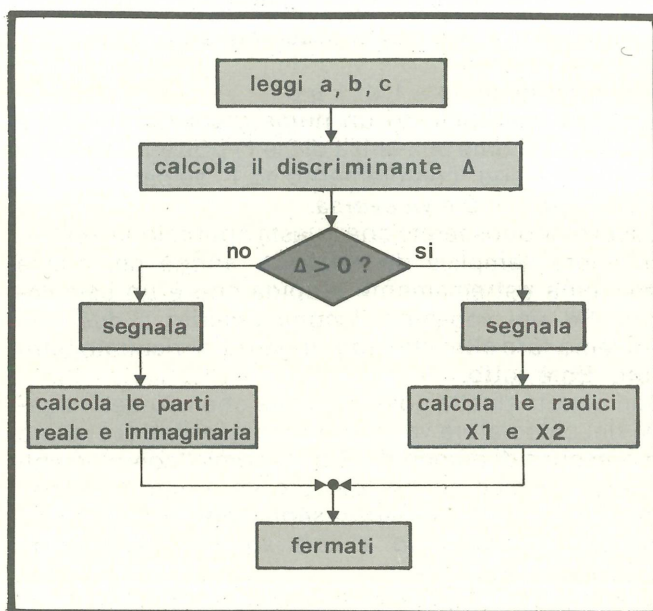 leggi a, b, c
calcola il discriminante Δ
no
Δ > 0 ?
si
segnala
segnala
calcola le parti
reale e immaginaria
calcola le radici
X1 e X2
fermati